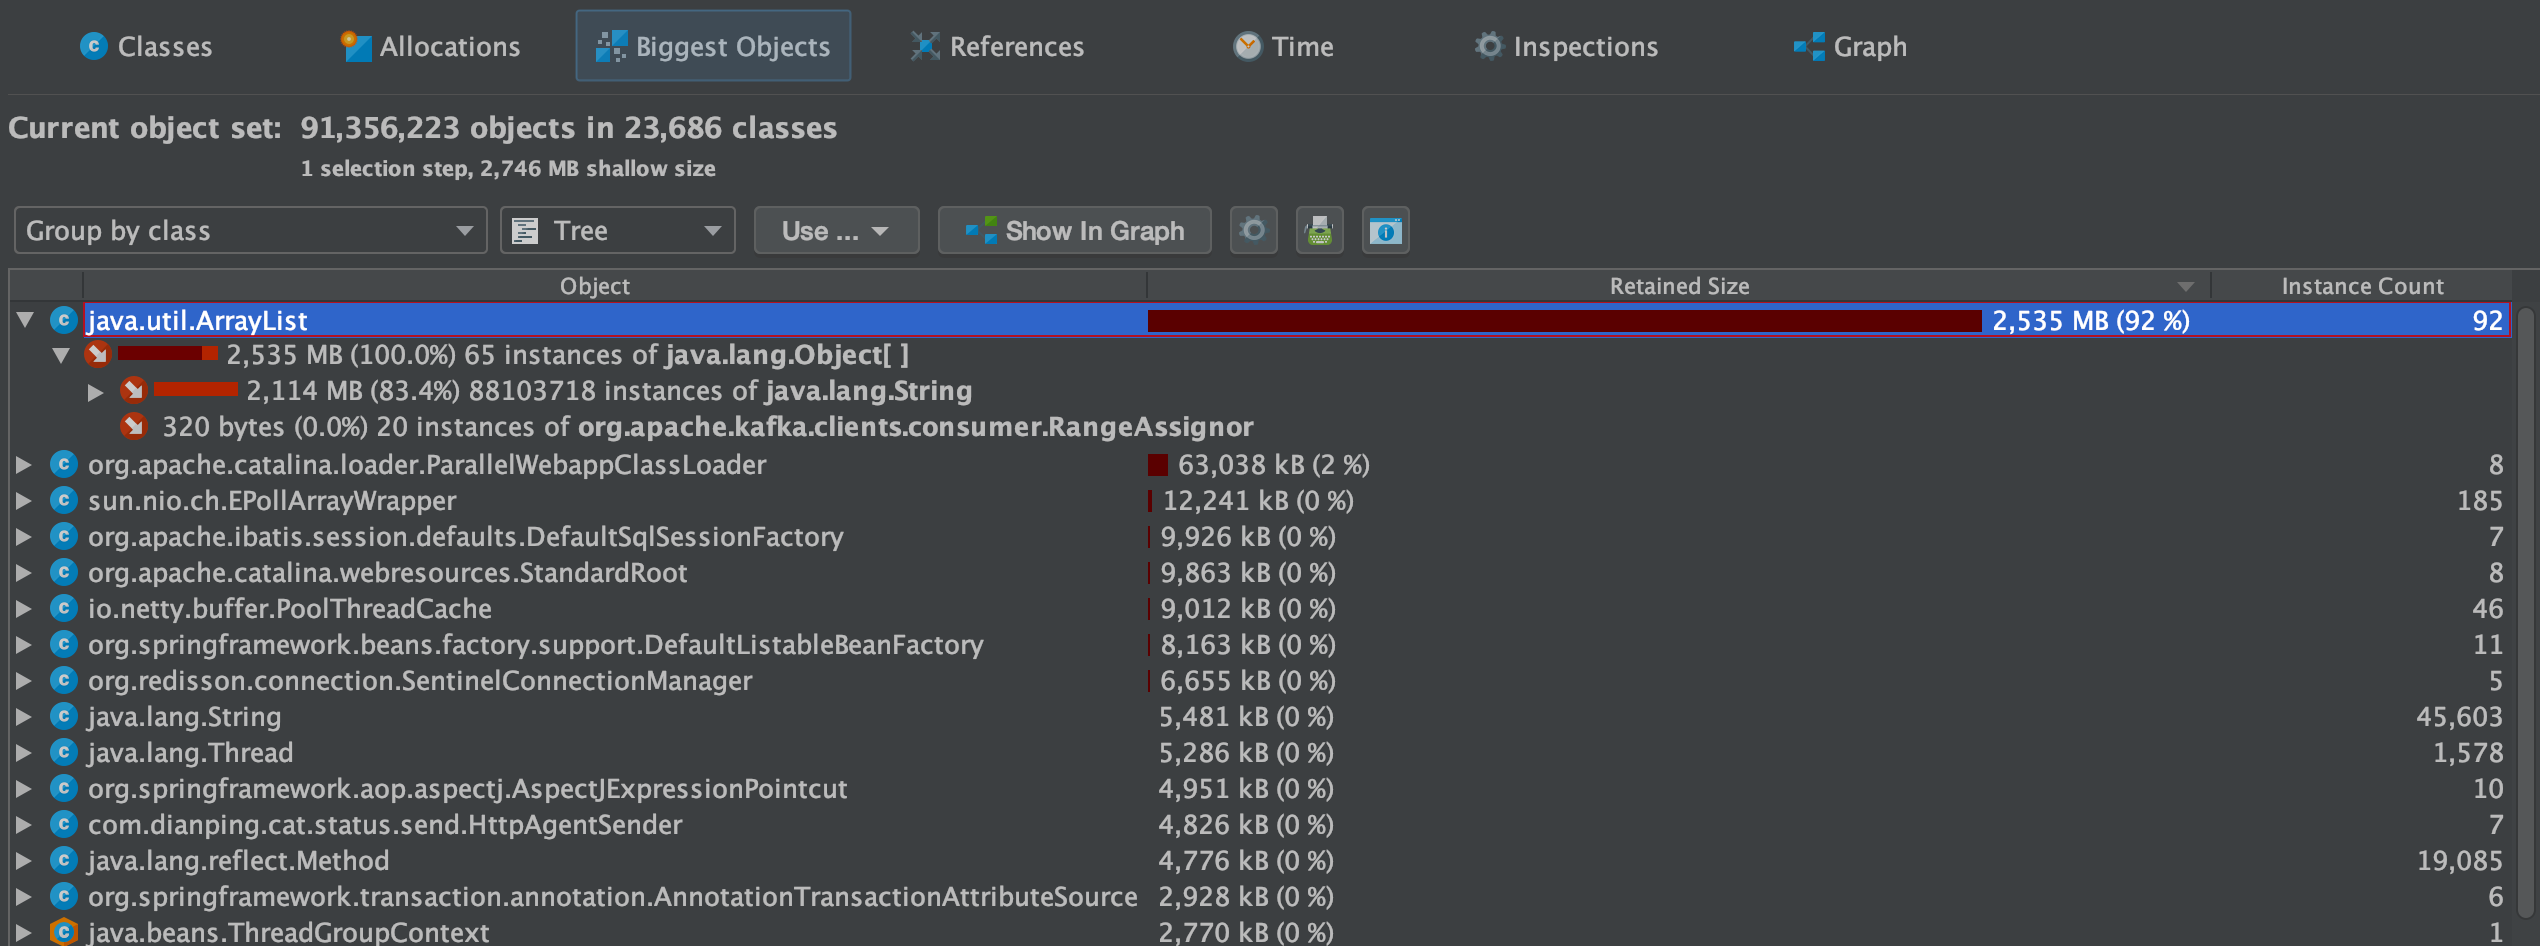 Classes Allocations Biggest Objects References Time Inspections Graph
Current object set: 91,356,223 objects in 23,686 classes
1 selection step, 2,746 MB shallow size
Group by class Tree Use ... Show In Graph
Object Retained Size Instance Count
java.util.ArrayList 2,535 MB (92 %) 92
2,535 MB (100.0%) 65 instances of java.lang.Object[ ]
2,114 MB (83.4%) 88103718 instances of java.lang.String
320 bytes (0.0%) 20 instances of org.apache.kafka.clients.consumer.RangeAssignor
org.apache.catalina.loader.ParallelWebappClassLoader 63,038 kB (2 %) 8
sun.nio.ch.EPollArrayWrapper 12,241 kB (0 %) 185
org.apache.ibatis.session.defaults.DefaultSqlSessionFactory 9,926 kB (0 %) 7
org.apache.catalina.webresources.StandardRoot 9,863 kB (0 %) 8
io.netty.buffer.PoolThreadCache 9,012 kB (0 %) 46
org.springframework.beans.factory.support.DefaultListableBeanFactory 8,163 kB (0 %) 11
org.redisson.connection.SentinelConnectionManager 6,655 kB (0 %) 5
java.lang.String 5,481 kB (0 %) 45,603
java.lang.Thread 5,286 kB (0 %) 1,578
org.springframework.aop.aspectj.AspectJExpressionPointcut 4,951 kB (0 %) 10
com.dianping.cat.status.send.HttpAgentSender 4,826 kB (0 %) 7
java.lang.reflect.Method 4,776 kB (0 %) 19,085
org.springframework.transaction.annotation.AnnotationTransactionAttributeSource 2,928 kB (0 %) 6
java.beans.ThreadGroupContext 2,770 kB (0 %) 1